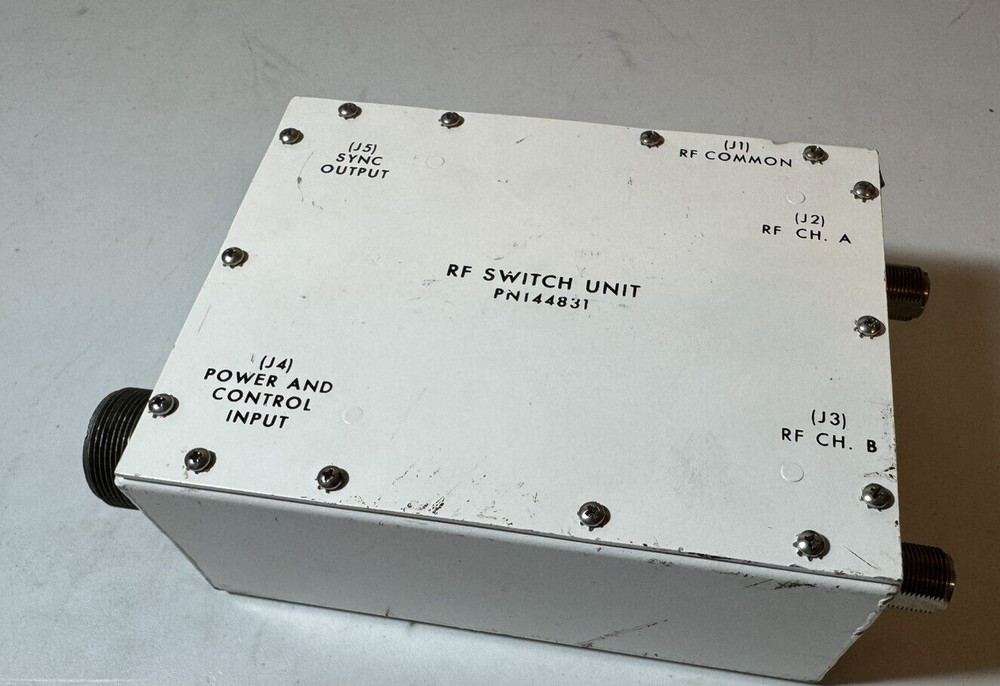 (J5)
SYNC
OUTPUT
(J1)
RF COMMON
(J2)
RF CH. A
RF SWITCH UNIT
PN144831
(J4)
POWER AND
CONTROL
INPUT
(J3)
RF CH. B